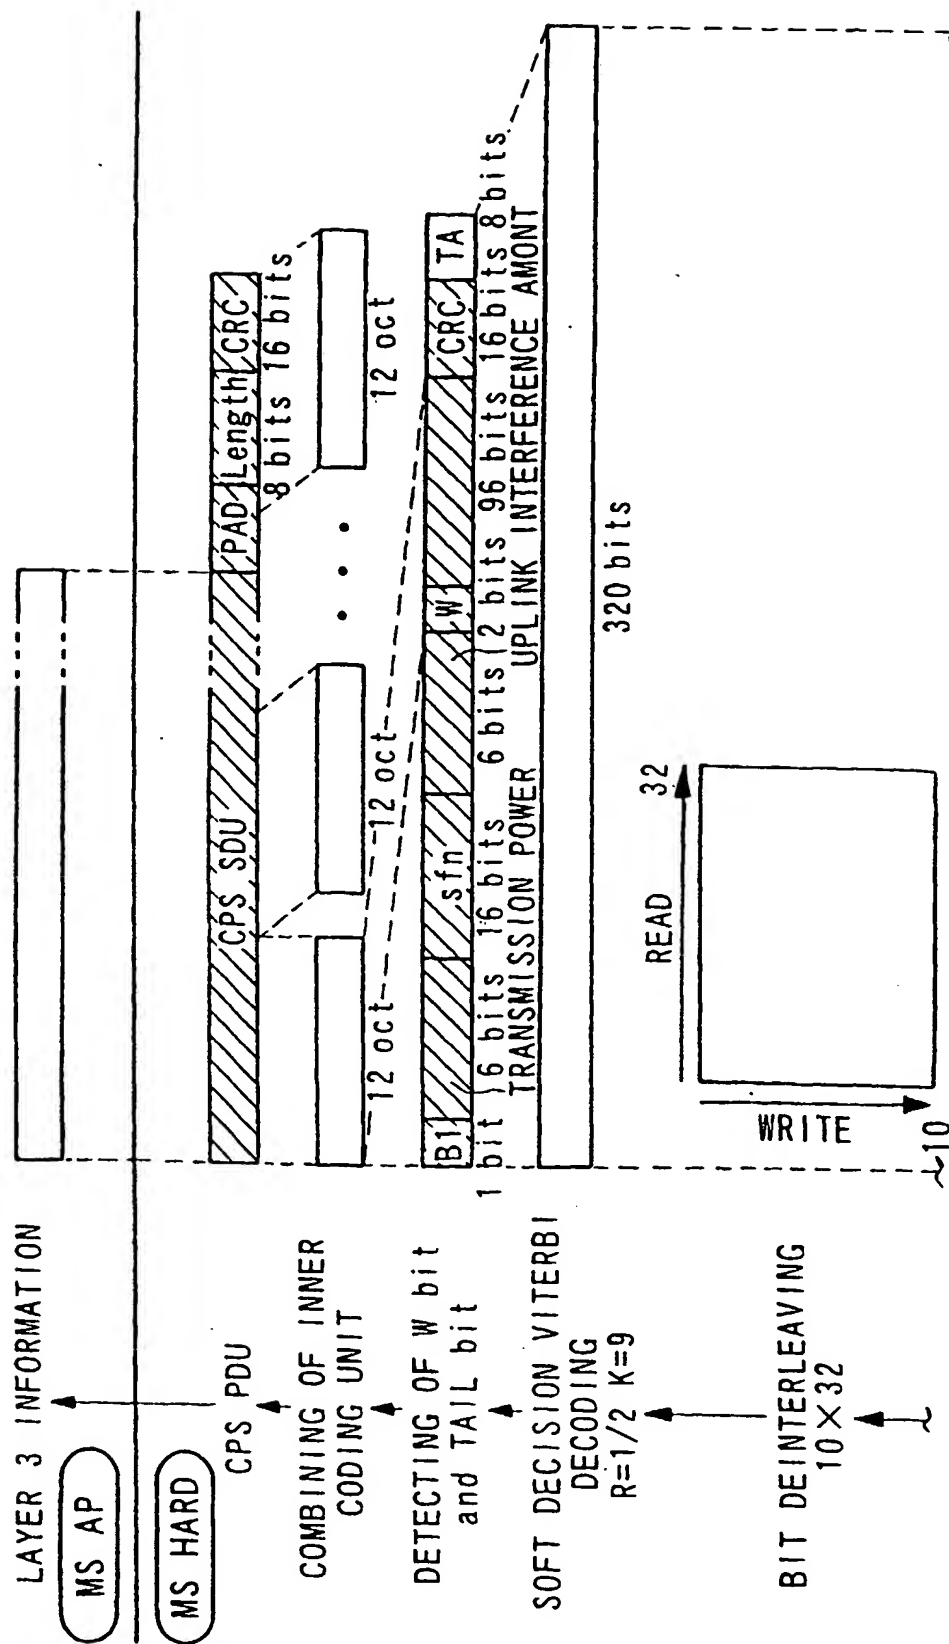 LAYER 3 INFORMATION
MS AP
MS HARD
CPS PDU
CPS SDU
PAD
Length
CRC
8 bits
16 bits
COMBINING OF INNER
CODING UNIT
12 oct
12 oct
12 oct
DETECTING OF W bit
and TAIL bit
B1
sfn
W
CRC
TA
1
bit
6 bits
16 bits
6 bits
2 bits
96 bits
16 bits
8 bits
TRANSMISSION POWER
UPLINK INTERFERENCE AMONT
SOFT DECISION VITERBI
DECODING
R=1/2 K=9
320 bits
BIT DEINTERLEAVING
10×32
READ
32
WRITE
10